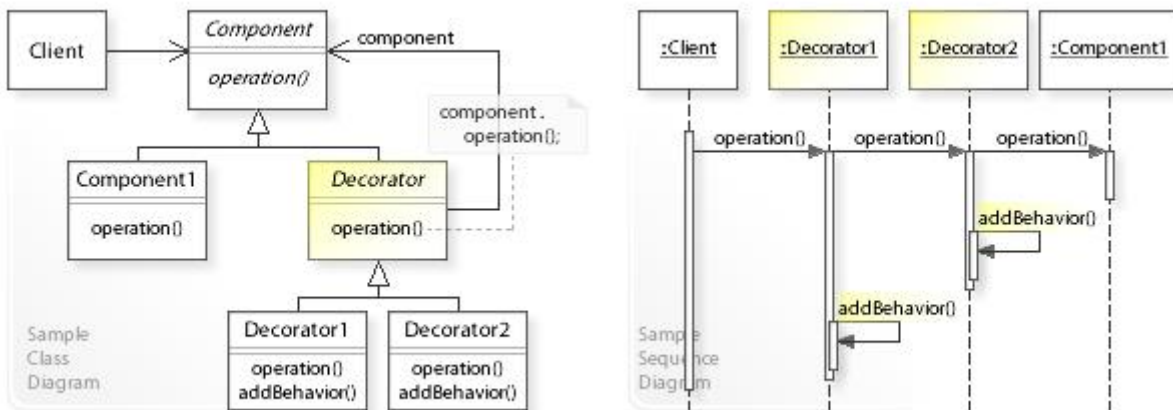 Client
Component
operation()
component
component.
operation();
Component1
operation()
Decorator
operation()
Decorator1
operation()
addBehavior()
Decorator2
operation()
addBehavior()
Sample
Class
Diagram
:Client
:Decorator1
:Decorator2
:Component1
operation()
operation()
operation()
addBehavior()
addBehavior()
Sample
Sequence
Diagram